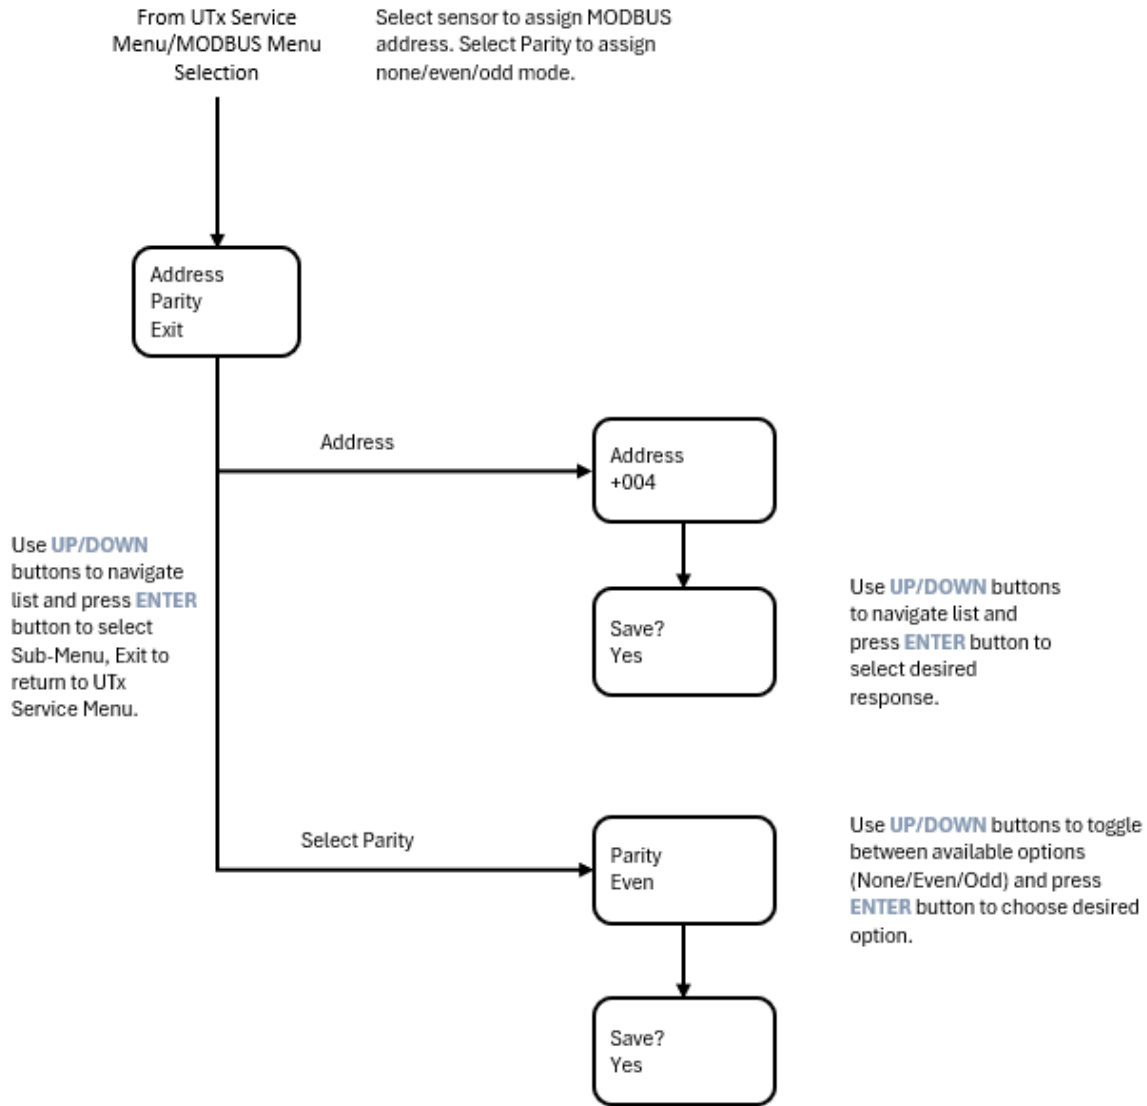 From UTx Service
Menu/MODBUS Menu
Selection
Select sensor to assign MODBUS
address. Select Parity to assign
none/even/odd mode.
Address
Parity
Exit
Address
Address
+004
Use UP/DOWN
buttons to navigate
list and press ENTER
button to select
Sub-Menu, Exit to
return to UTx
Service Menu.
Save?
Yes
Use UP/DOWN buttons
to navigate list and
press ENTER button to
select desired
response.
Select Parity
Parity
Even
Use UP/DOWN buttons to toggle
between available options
(None/Even/Odd) and press
ENTER button to choose desired
option.
Save?
Yes